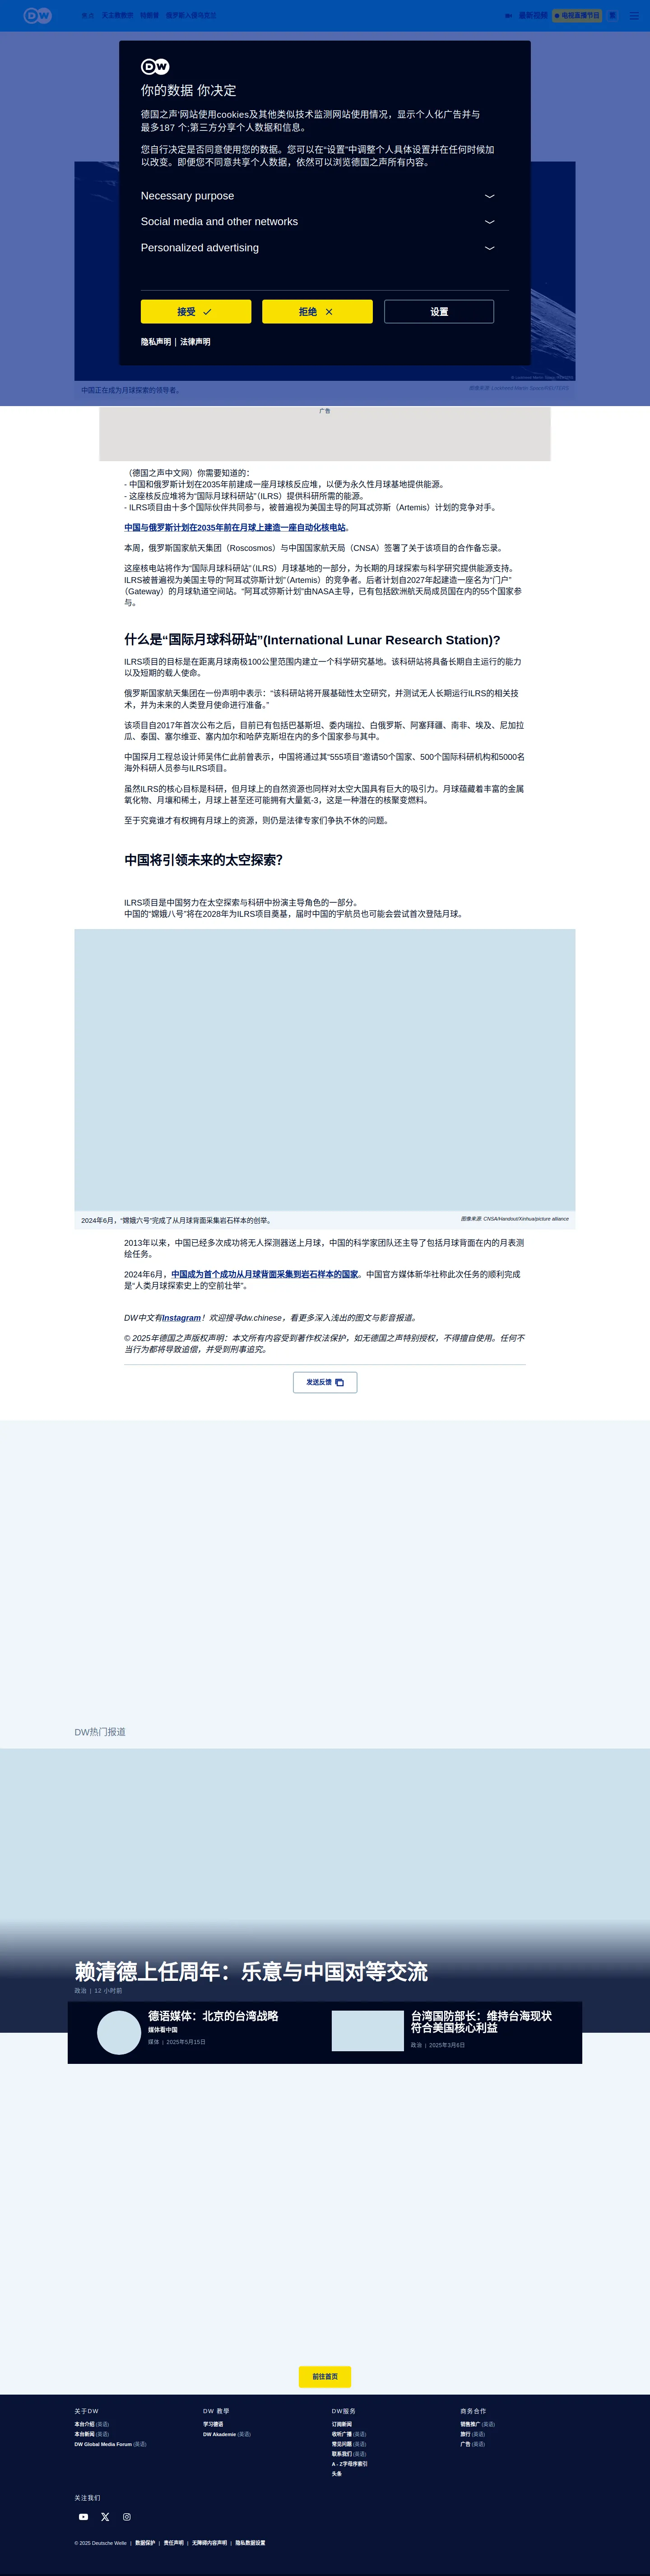 DW
天主教教宗
特朗普
俄罗斯入侵乌克兰
最新视频
电视直播节目
DW
你的数据 你决定
德国之声'网站使用cookies及其他类似技术监测网站使用情况，显示个人化广告并与
最多187 个;第三方分享个人数据和信息。
您自行决定是否同意使用您的数据。您可以在“设置”中调整个人具体设置并在任何时候加
以改变。即便您不同意共享个人数据，依然可以浏览德国之声所有内容。
Necessary purpose
Social media and other networks
Personalized advertising
接受
拒绝
设置
隐私声明 | 法律声明
中国正在成为月球探索的领导者。
广告
（德国之声中文网）你需要知道的：
- 中国和俄罗斯计划在2035年前建成一座月球核反应堆，以便为永久性月球基地提供能源。
- 这座核反应堆将为“国际月球科研站”（ILRS）提供科研所需的能源。
- ILRS项目由十多个国际伙伴共同参与，被普遍视为美国主导的阿耳忒弥斯（Artemis）计划的竞争对手。
中国与俄罗斯计划在2035年前在月球上建造一座自动化核电站。
本周，俄罗斯国家航天集团（Roscosmos）与中国国家航天局（CNSA）签署了关于该项目的合作备忘录。
这座核电站将作为“国际月球科研站”（ILRS）月球基地的一部分，为长期的月球探索与科学研究提供能源支持。
ILRS被普遍视为美国主导的“阿耳忒弥斯计划”（Artemis）的竞争者。后者计划自2027年起建造一座名为“门户”
（Gateway）的月球轨道空间站。“阿耳忒弥斯计划”由NASA主导，已有包括欧洲航天局成员国在内的55个国家参
与。
什么是“国际月球科研站”(International Lunar Research Station)?
ILRS项目的目标是在距离月球南极100公里范围内建立一个科学研究基地。该科研站将具备长期自主运行的能力
以及短期的载人使命。
俄罗斯国家航天集团在一份声明中表示：“该科研站将开展基础性太空研究，并测试无人长期运行ILRS的相关技
术，并为未来的人类登月使命进行准备。”
该项目自2017年首次公布之后，目前已有包括巴基斯坦、委内瑞拉、白俄罗斯、阿塞拜疆、南非、埃及、尼加拉
瓜、泰国、塞尔维亚、塞内加尔和哈萨克斯坦在内的多个国家参与其中。
中国探月工程总设计师吴伟仁此前曾表示，中国将通过其“555项目”邀请50个国家、500个国际科研机构和5000名
海外科研人员参与ILRS项目。
虽然ILRS的核心目标是科研，但月球上的自然资源也同样对太空大国具有巨大的吸引力。月球蕴藏着丰富的金属
氧化物、月壤和稀土，月球上甚至还可能拥有大量氦-3，这是一种潜在的核聚变燃料。
至于究竟谁才有权拥有月球上的资源，则仍是法律专家们争执不休的问题。
中国将引领未来的太空探索？
ILRS项目是中国努力在太空探索与科研中扮演主导角色的一部分。
中国的“嫦娥八号”将在2028年为ILRS项目奠基，届时中国的宇航员也可能会尝试首次登陆月球。
2024年6月，“嫦娥六号”完成了从月球背面采集岩石样本的创举。
图像来源: CNSA/Handout/Xinhua/picture alliance
2013年以来，中国已经多次成功将无人探测器送上月球，中国的科学家团队还主导了包括月球背面在内的月表测
绘任务。
2024年6月，中国成为首个成功从月球背面采集到岩石样本的国家。中国官方媒体新华社称此次任务的顺利完成
是“人类月球探索史上的空前壮举”。
DW中文有Instagram！欢迎搜寻dw.chinese，看更多深入浅出的图文与影音报道。
© 2025年德国之声版权声明：本文所有内容受到著作权法保护，如无德国之声特别授权，不得擅自使用。任何不
当行为都将导致追偿，并受到刑事追究。
发送反馈
DW热门报道
赖清德上任周年：乐意与中国对等交流
政治 | 12 小时前
德语媒体：北京的台湾战略
媒体看中国
媒体 | 2025年5月15日
台湾国防部长：维持台海现状
符合美国核心利益
政治 | 2025年3月6日
前往首页
关于DW
本台介绍 (英语)
本台新闻 (英语)
DW Global Media Forum (英语)
DW 教學
学习德语
DW Akademie (英语)
DW服务
订阅新闻
收听广播 (英语)
常见问题 (英语)
联系我们 (英语)
A - Z字母序索引
头条
商务合作
销售推广 (英语)
旅行 (英语)
广告 (英语)
关注我们
© 2025 Deutsche Welle | 数据保护 | 责任声明 | 无障碍内容声明 | 隐私数据设置